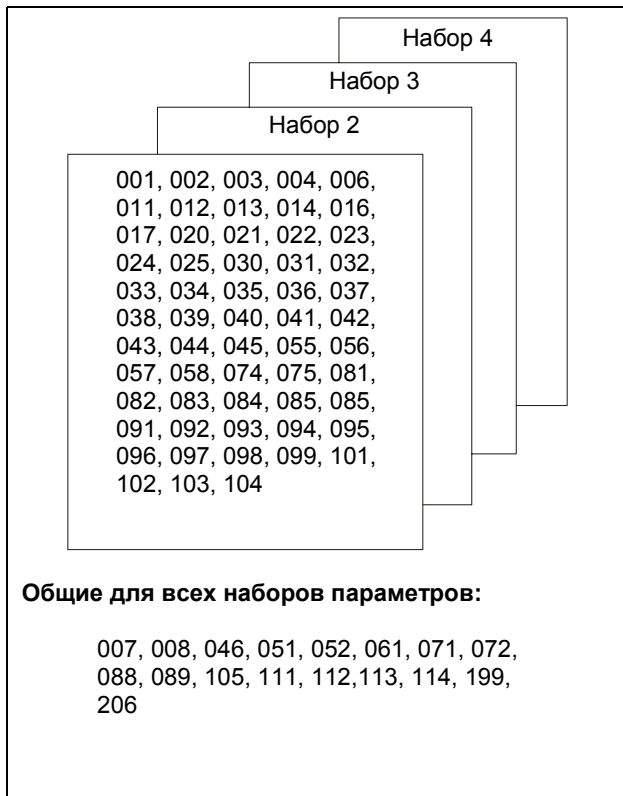 Набор 4
Набор 3
Набор 2
001, 002, 003, 004, 006,
011, 012, 013, 014, 016,
017, 020, 021, 022, 023,
024, 025, 030, 031, 032,
033, 034, 035, 036, 037,
038, 039, 040, 041, 042,
043, 044, 045, 055, 056,
057, 058, 074, 075, 081,
082, 083, 084, 085, 085,
091, 092, 093, 094, 095,
096, 097, 098, 099, 101,
102, 103, 104
Общие для всех наборов параметров:
007, 008, 046, 051, 052, 061, 071, 072,
088, 089, 105, 111, 112,113, 114, 199,
206